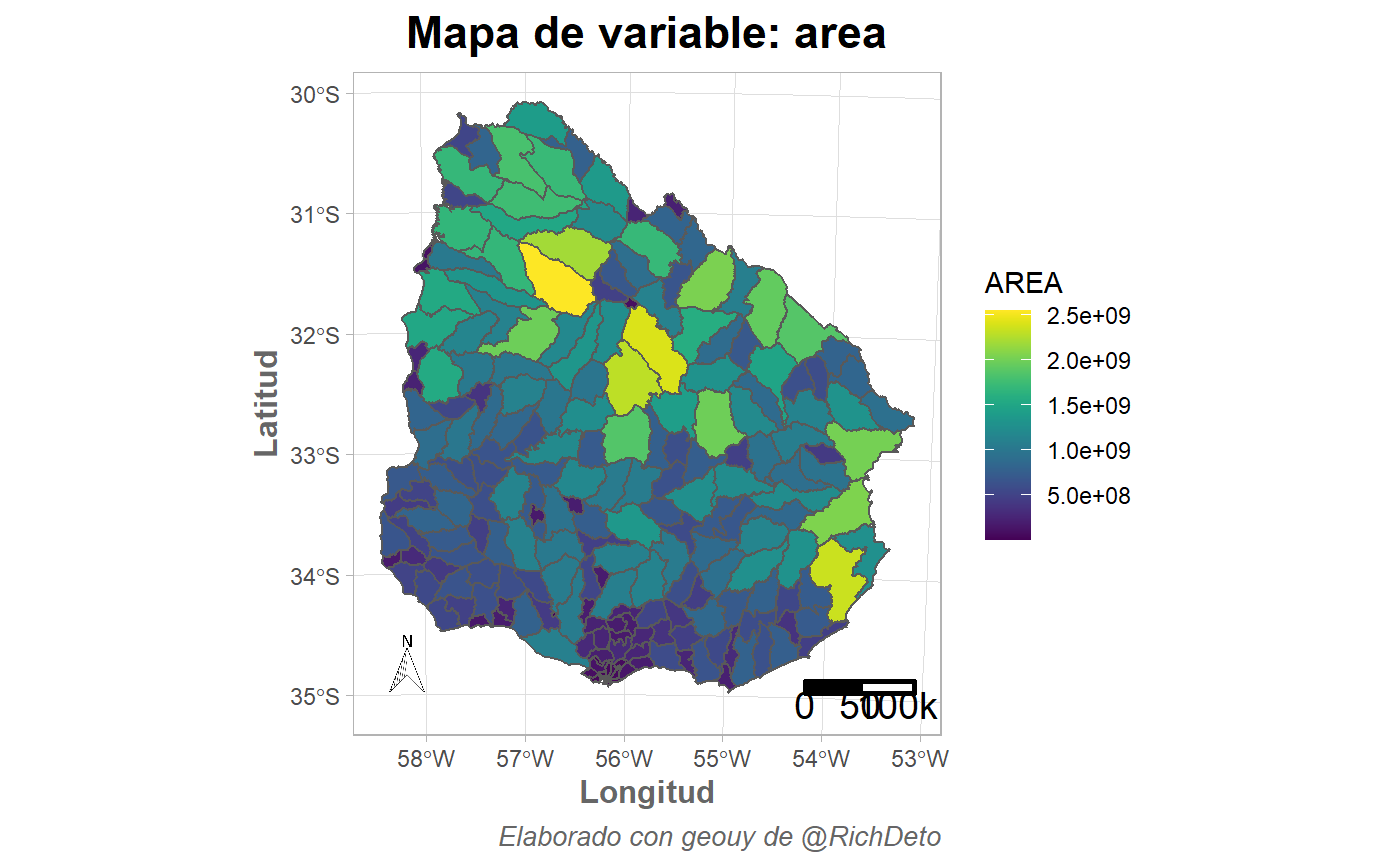 Mapa de variable: area
30°S
31°S
32°S
33°S
34°S
35°S
Latitud
N
0 50 100k
58°W 57°W 56°W 55°W 54°W 53°W
Longitud
AREA
2.5e+09
2.0e+09
1.5e+09
1.0e+09
5.0e+08
Elaborado con geouy de @RichDeto